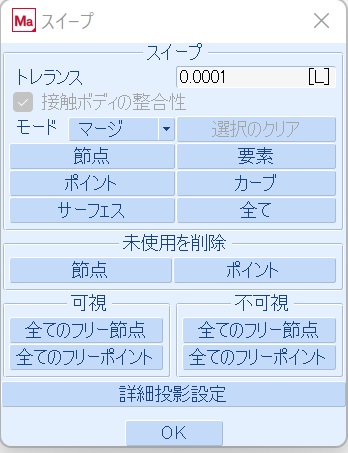 Ma スイープ
スイープ
トレランス 0.0001 [L]
接触ボディの整合性
モード マージ 選択のクリア
節点 要素
ポイント カーブ
サーフェス 全て
未使用を削除
節点 ポイント
可視 不可視
全てのフリー節点 全てのフリー節点
全てのフリーポイント 全てのフリーポイント
詳細投影設定
OK